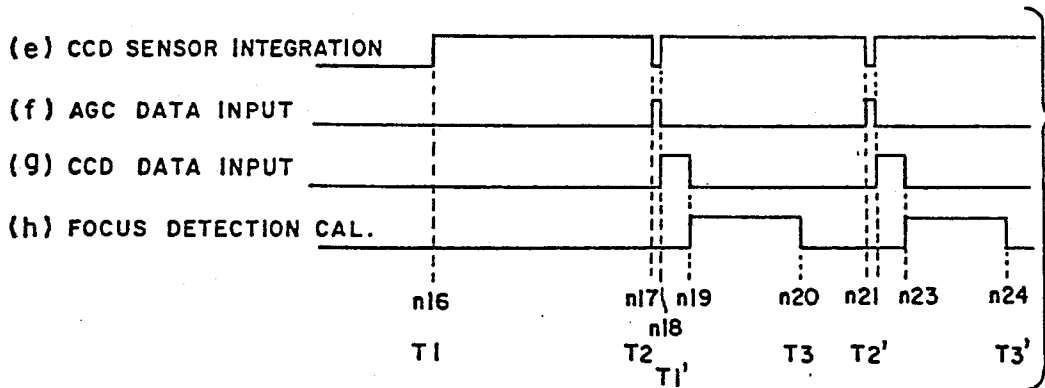 (e) CCD SENSOR INTEGRATION
(f) AGC DATA INPUT
(g) CCD DATA INPUT
(h) FOCUS DETECTION CAL.
n16 n17 n19 n20 n21 n23 n24
n18
T1 T2 T3 T2' T3'
T1'